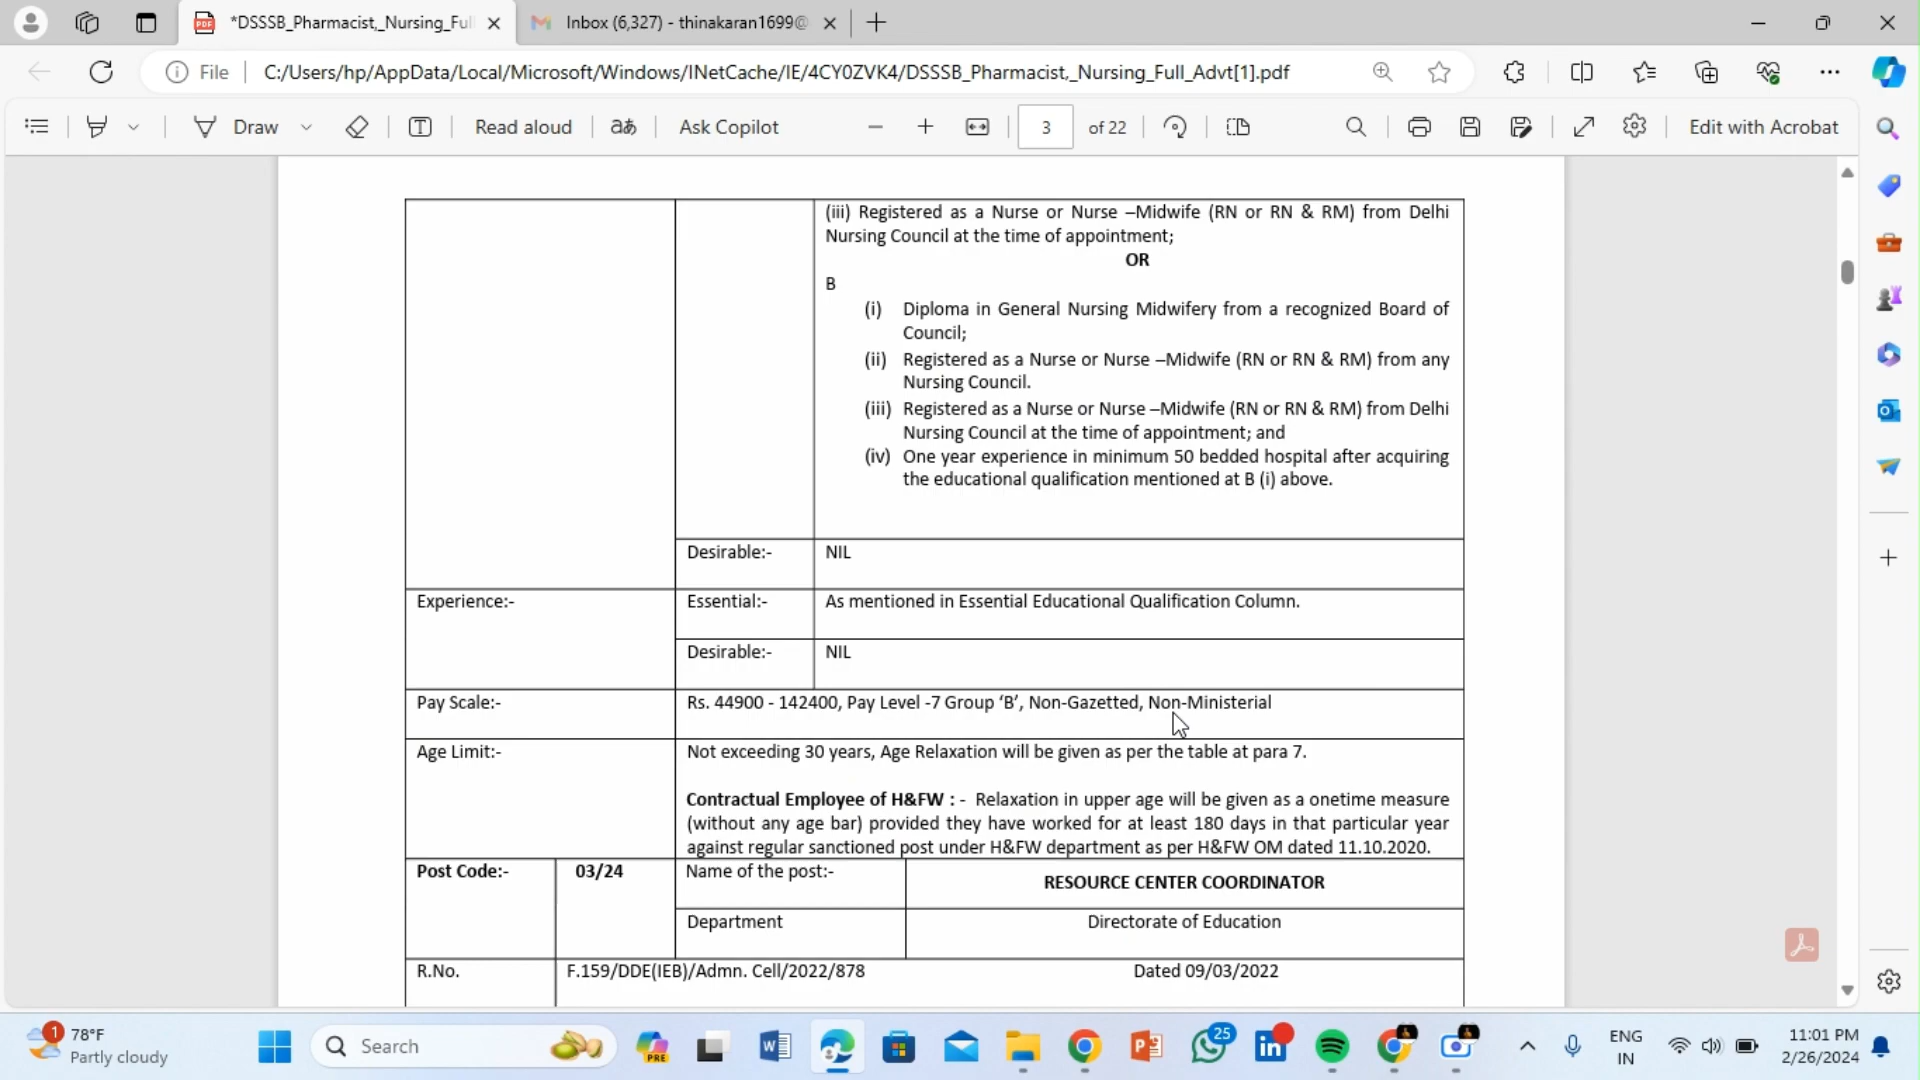 *DSSSB_Pharmacist,_Nursing_Ful
Inbox (6,327) - thinakaran1699@
File
C:/Users/hp/AppData/Local/Microsoft/Windows/INetCache/IE/4CY0ZVK4/DSSSB_Pharmacist,_Nursing_Full_Advt[1].pdf
Draw
Read aloud
Ask Copilot
3 of 22
Edit with Acrobat
(iii) Registered as a Nurse or Nurse –Midwife (RN or RN & RM) from Delhi
Nursing Council at the time of appointment;
OR
B
(i) Diploma in General Nursing Midwifery from a recognized Board of
Council;
(ii) Registered as a Nurse or Nurse –Midwife (RN or RN & RM) from any
Nursing Council.
(iii) Registered as a Nurse or Nurse –Midwife (RN or RN & RM) from Delhi
Nursing Council at the time of appointment; and
(iv) One year experience in minimum 50 bedded hospital after acquiring
the educational qualification mentioned at B (i) above.
Desirable:- NIL
Experience:- Essential:- As mentioned in Essential Educational Qualification Column.
Desirable:- NIL
Pay Scale:- Rs. 44900 - 142400, Pay Level -7 Group ‘B’, Non-Gazetted, Non-Ministerial
Age Limit:- Not exceeding 30 years, Age Relaxation will be given as per the table at para 7.
Contractual Employee of H&FW : - Relaxation in upper age will be given as a onetime measure
(without any age bar) provided they have worked for at least 180 days in that particular year
against regular sanctioned post under H&FW department as per H&FW OM dated 11.10.2020.
Post Code:- 03/24 Name of the post:- RESOURCE CENTER COORDINATOR
Department Directorate of Education
R.No. F.159/DDE(IEB)/Admn. Cell/2022/878 Dated 09/03/2022
1
78°F
Partly cloudy
Search
PRE
25
ENG
IN
11:01 PM
2/26/2024